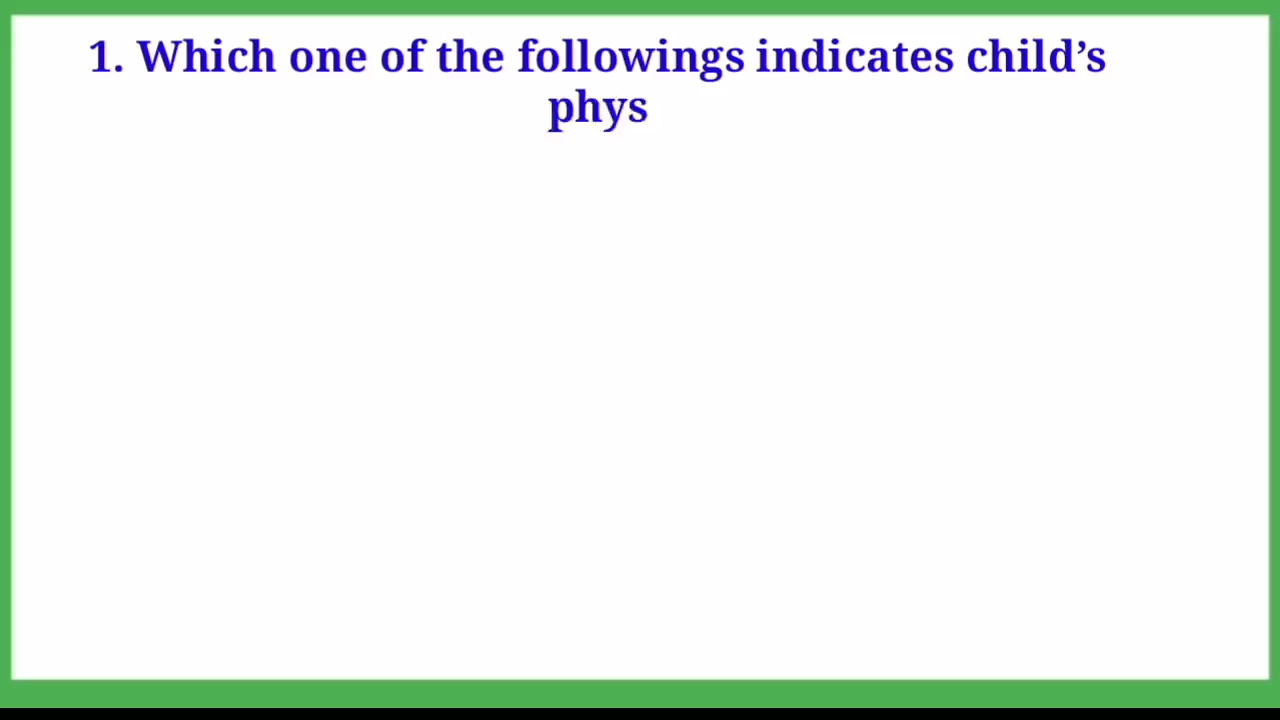 1. Which one of the followings indicates child’s
phys